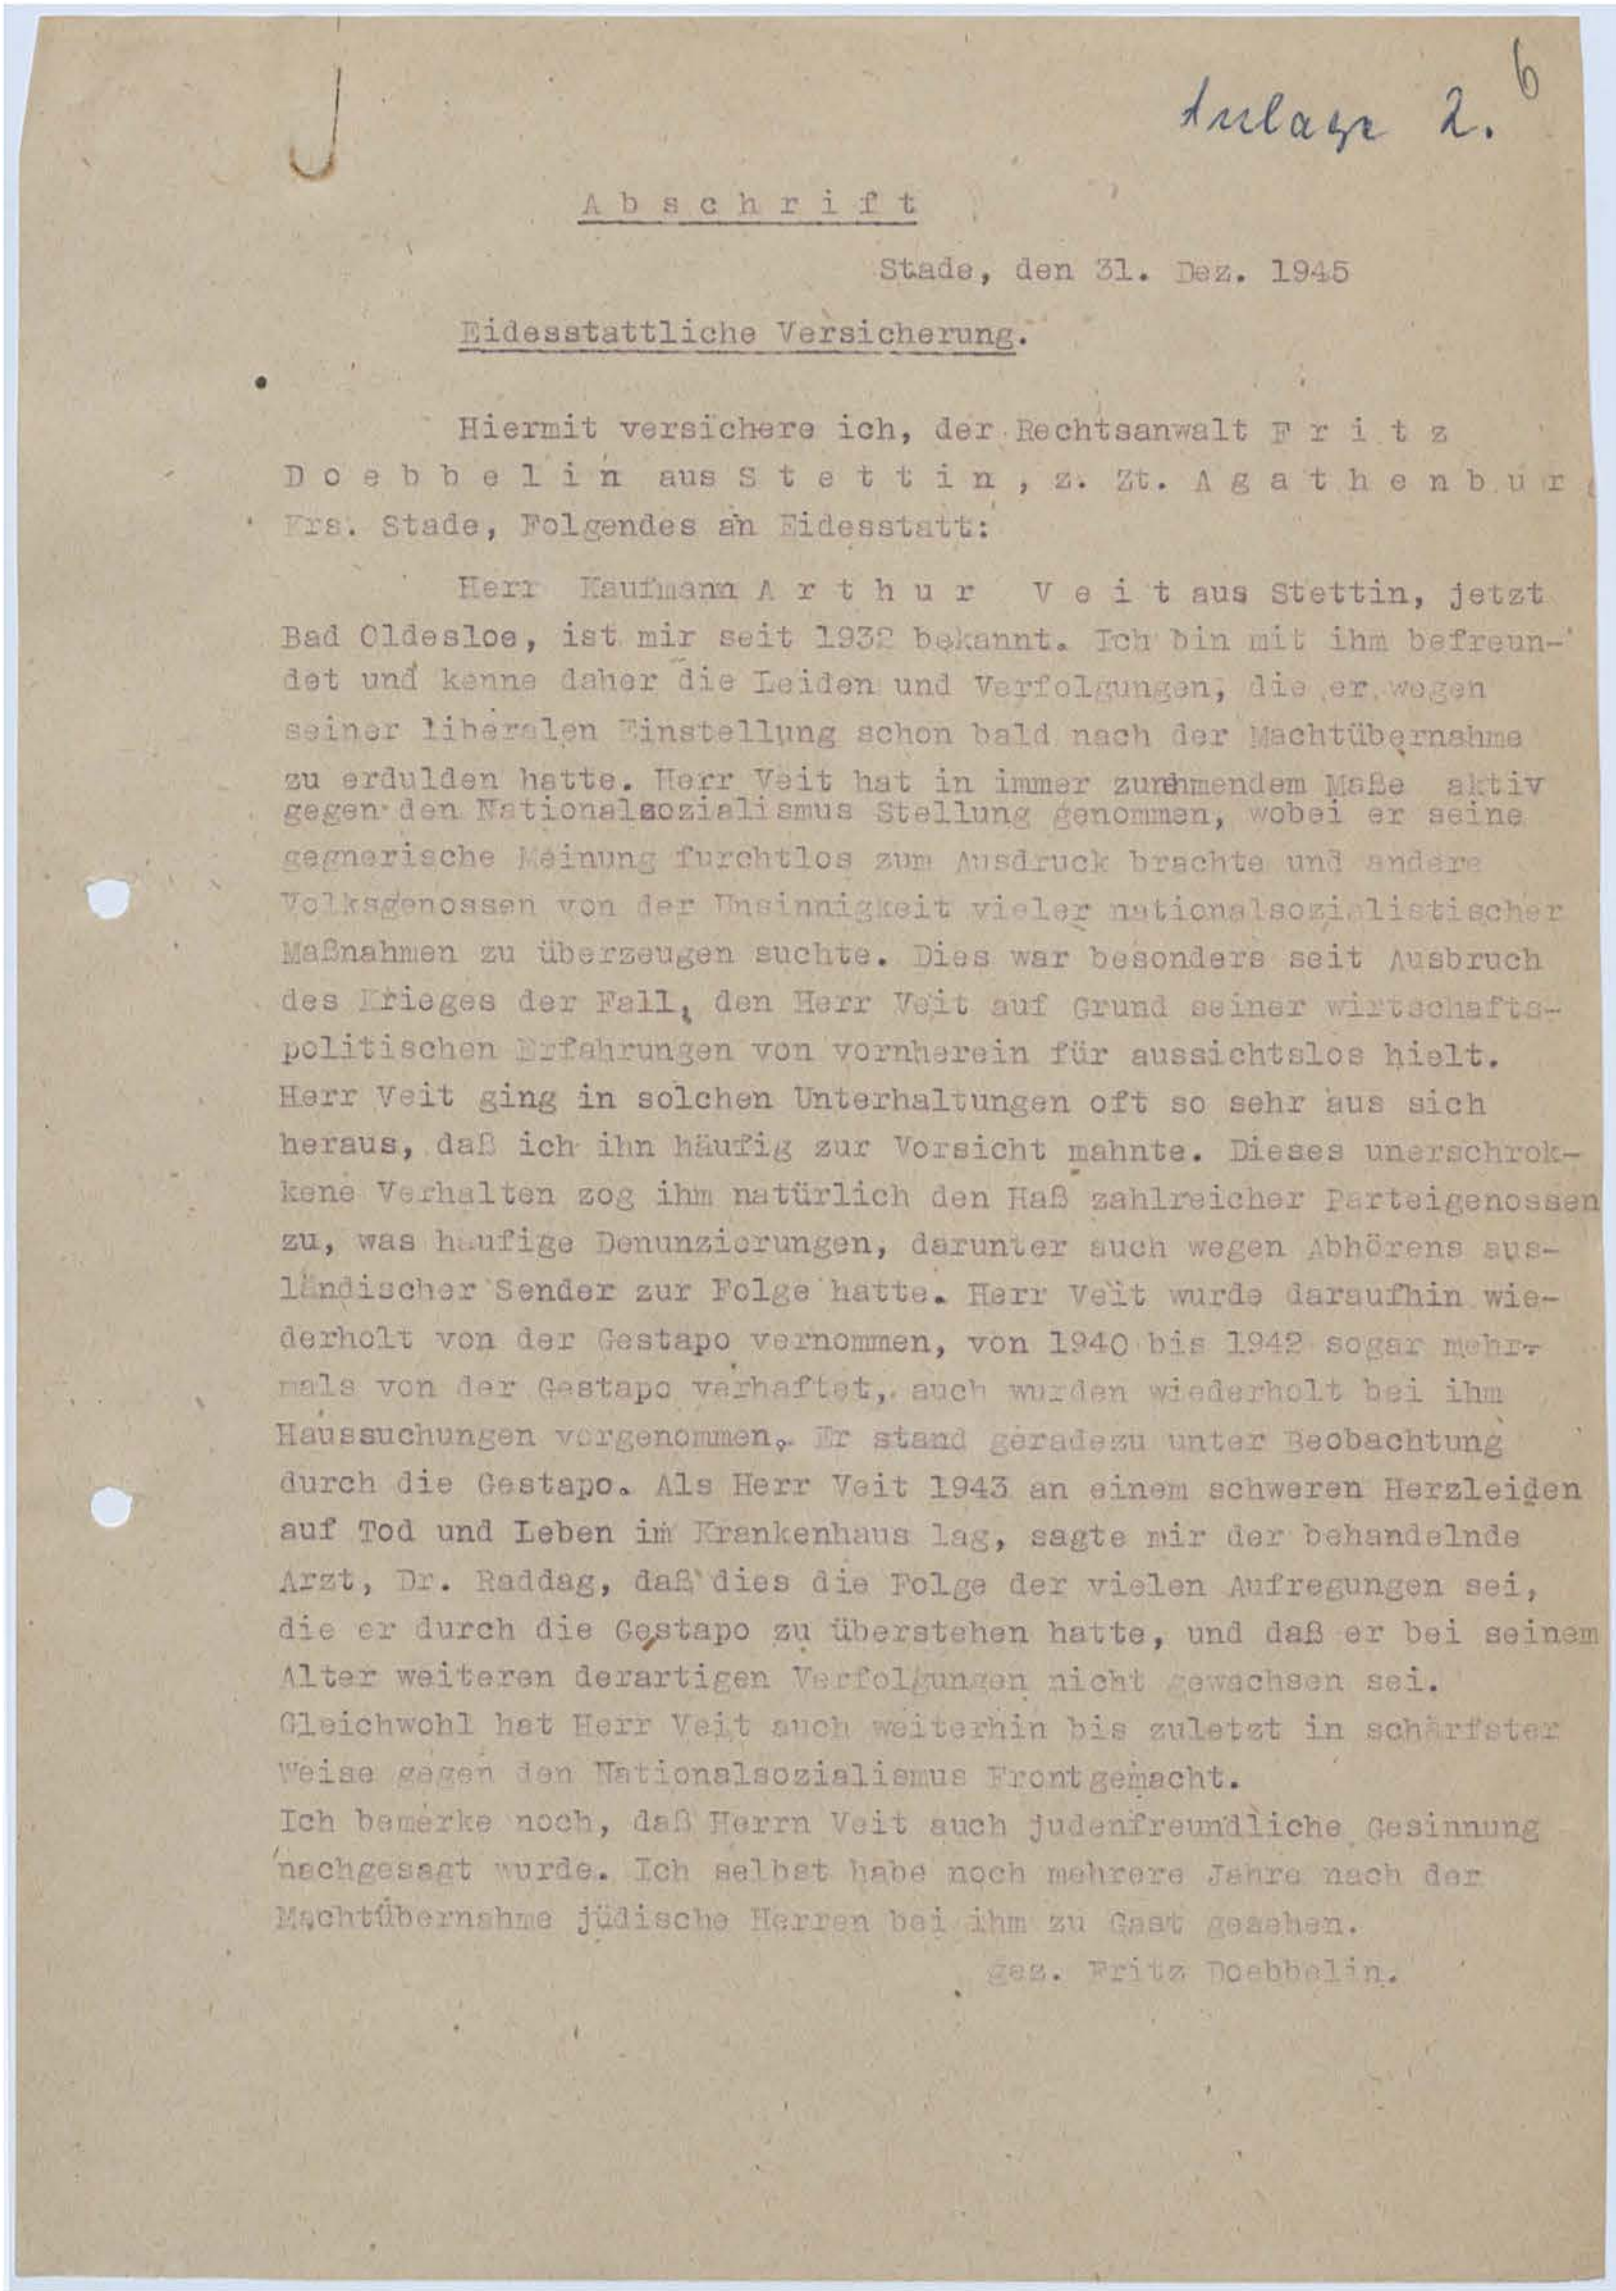 6
Anlage 2.
A b s c h r i f t
Stade, den 31. Dez. 1945
Eidesstattliche Versicherung.
Hiermit versichere ich, der Rechtsanwalt F r i t z
D o e b b e l i n aus S t e t t i n , z. Zt. A g a t h e n b u r g
Krs. Stade, Folgendes an Eidesstatt:
Herr Kaufmann A r t h u r V e i t aus Stettin, jetzt
Bad Oldesloe, ist mir seit 1932 bekannt. Ich bin mit ihm befreun-
det und kenne daher die Leiden und Verfolgungen, die er wegen
seiner liberalen Einstellung schon bald nach der Machtübernahme
zu erdulden hatte. Herr Veit hat in immer zunehmendem Maße aktiv
gegen den Nationalsozialismus Stellung genommen, wobei er seine
gegnerische Meinung furchtlos zum Ausdruck brachte und andere
Volksgenossen von der Unsinnigkeit vieler nationalsozialistischer
Maßnahmen zu überzeugen suchte. Dies war besonders seit Ausbruch
des Krieges der Fall, den Herr Veit auf Grund seiner wirtschafts-
politischen Erfahrungen von vornherein für aussichtslos hielt.
Herr Veit ging in solchen Unterhaltungen oft so sehr aus sich
heraus, daß ich ihn häufig zur Vorsicht mahnte. Dieses unerschrok-
kene Verhalten zog ihm natürlich den Haß zahlreicher Parteigenossen
zu, was häufige Denunzierungen, darunter auch wegen Abhörens aus-
ländischer Sender zur Folge hatte. Herr Veit wurde daraufhin wie-
derholt von der Gestapo vernommen, von 1940 bis 1942 sogar mehr-
mals von der Gestapo verhaftet, auch wurden wiederholt bei ihm
Haussuchungen vorgenommen. Er stand geradezu unter Beobachtung
durch die Gestapo. Als Herr Veit 1943 an einem schweren Herzleiden
auf Tod und Leben im Krankenhaus lag, sagte mir der behandelnde
Arzt, Dr. Raddag, daß dies die Folge der vielen Aufregungen sei,
die er durch die Gestapo zu überstehen hatte, und daß er bei seinem
Alter weiteren derartigen Verfolgungen nicht gewachsen sei.
Gleichwohl hat Herr Veit auch weiterhin bis zuletzt in schärfster
Weise gegen den Nationalsozialismus Front gemacht.
Ich bemerke noch, daß Herrn Veit auch judenfreundliche Gesinnung
nachgesagt wurde. Ich selbst habe noch mehrere Jahre nach der
Machtübernahme jüdische Herren bei ihm zu Gast gesehen.
gez. Fritz Doebbelin.